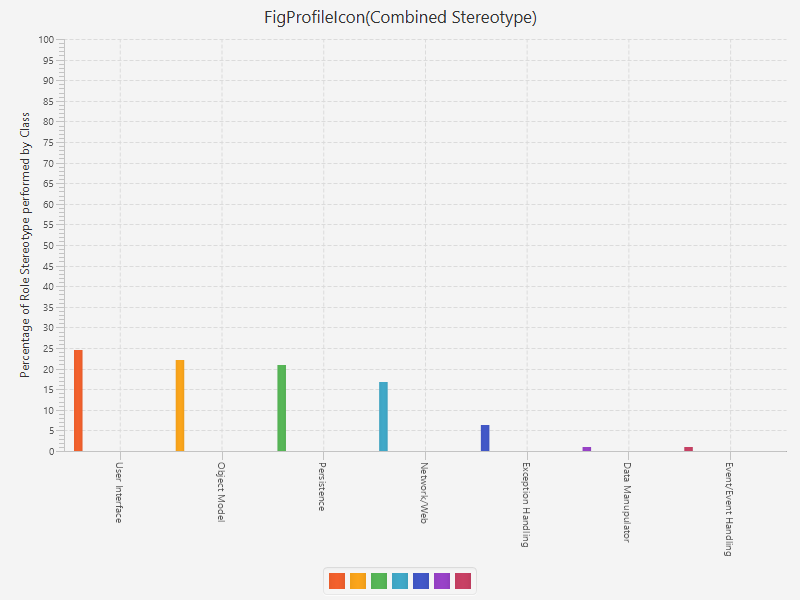 FigProfileIcon(Combined Stereotype)
Percentage of Role Stereotype performed by Class
100
95
90
85
80
75
70
65
60
55
50
45
40
35
30
25
20
15
10
5
0
User Interface
Object Model
Persistence
Network/Web
Exception Handling
Data Manupulator
Event/Event Handling